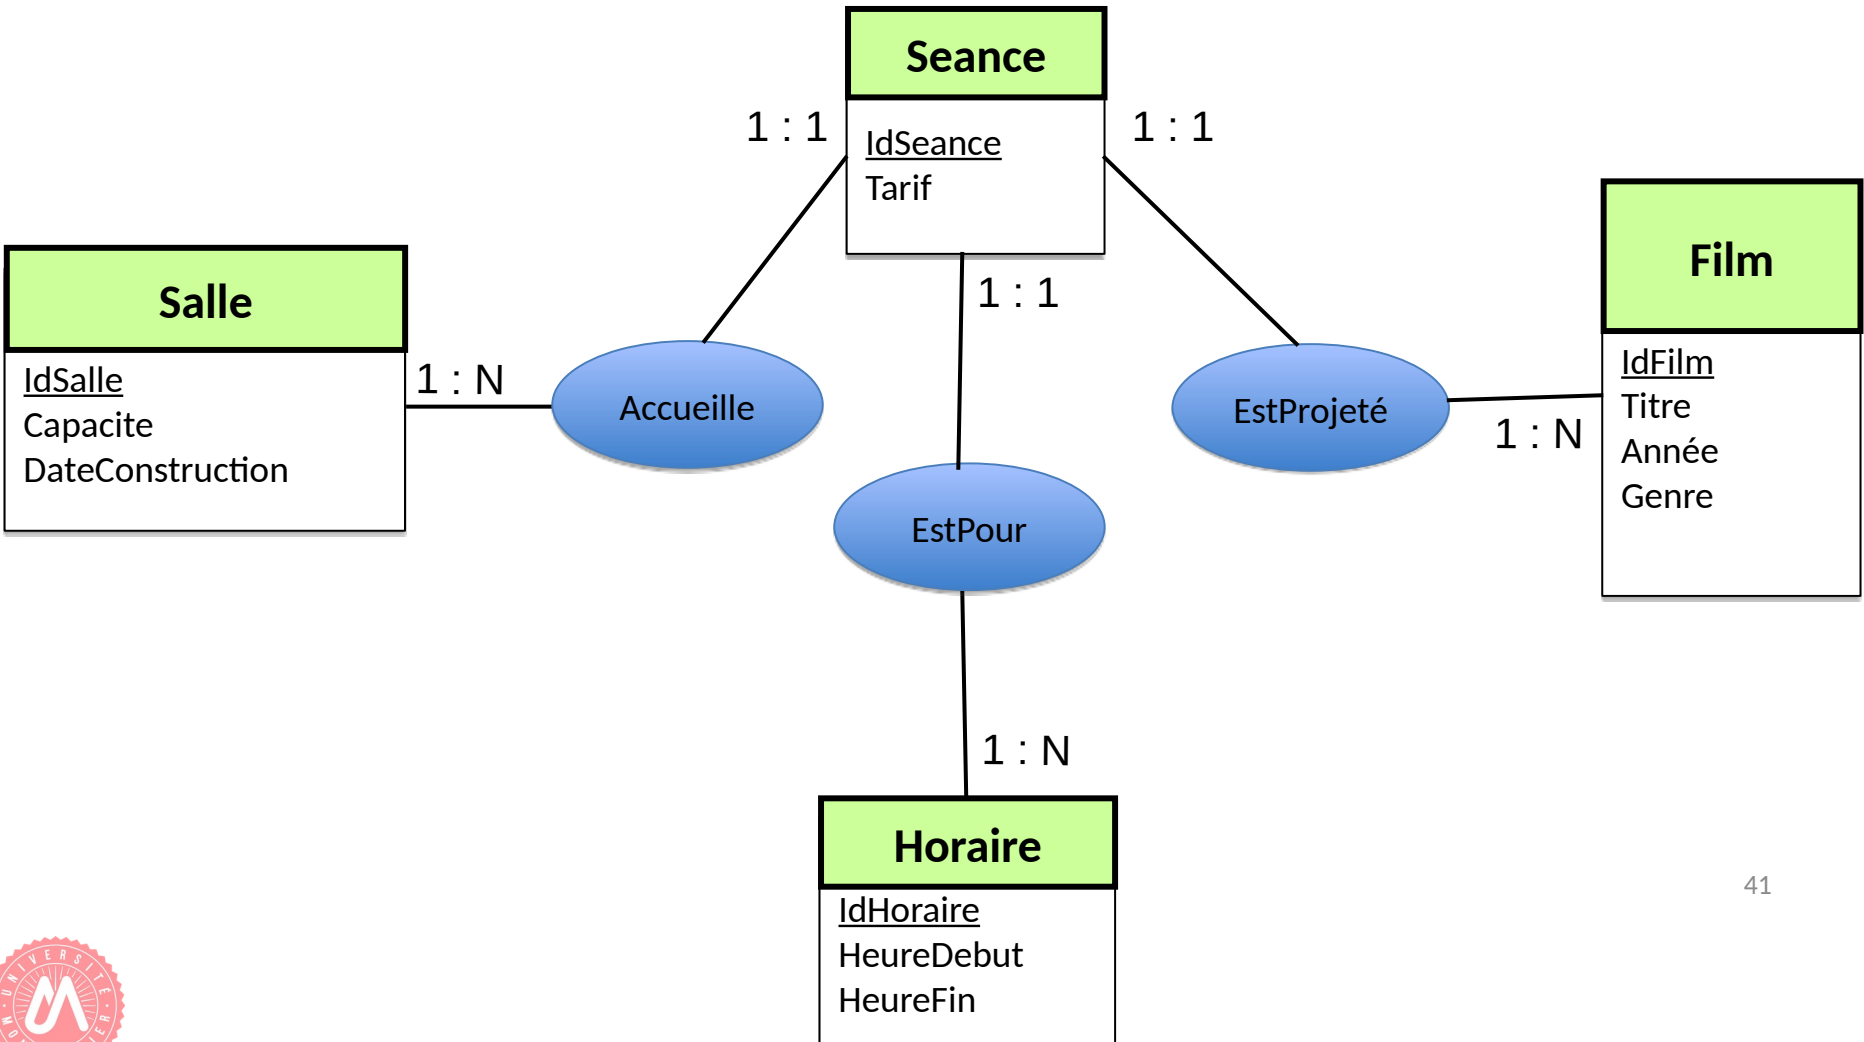 Seance
1 : 1
1 : 1
IdSeance
Tarif
1 : 1
Film
Salle
IdFilm
Titre
Année
Genre
IdSalle
Capacite
DateConstruction
1 : N
Accueille
EstProjeté
1 : N
EstPour
1 : N
Horaire
IdHoraire
HeureDebut
HeureFin
41
UNIVERSITÉ